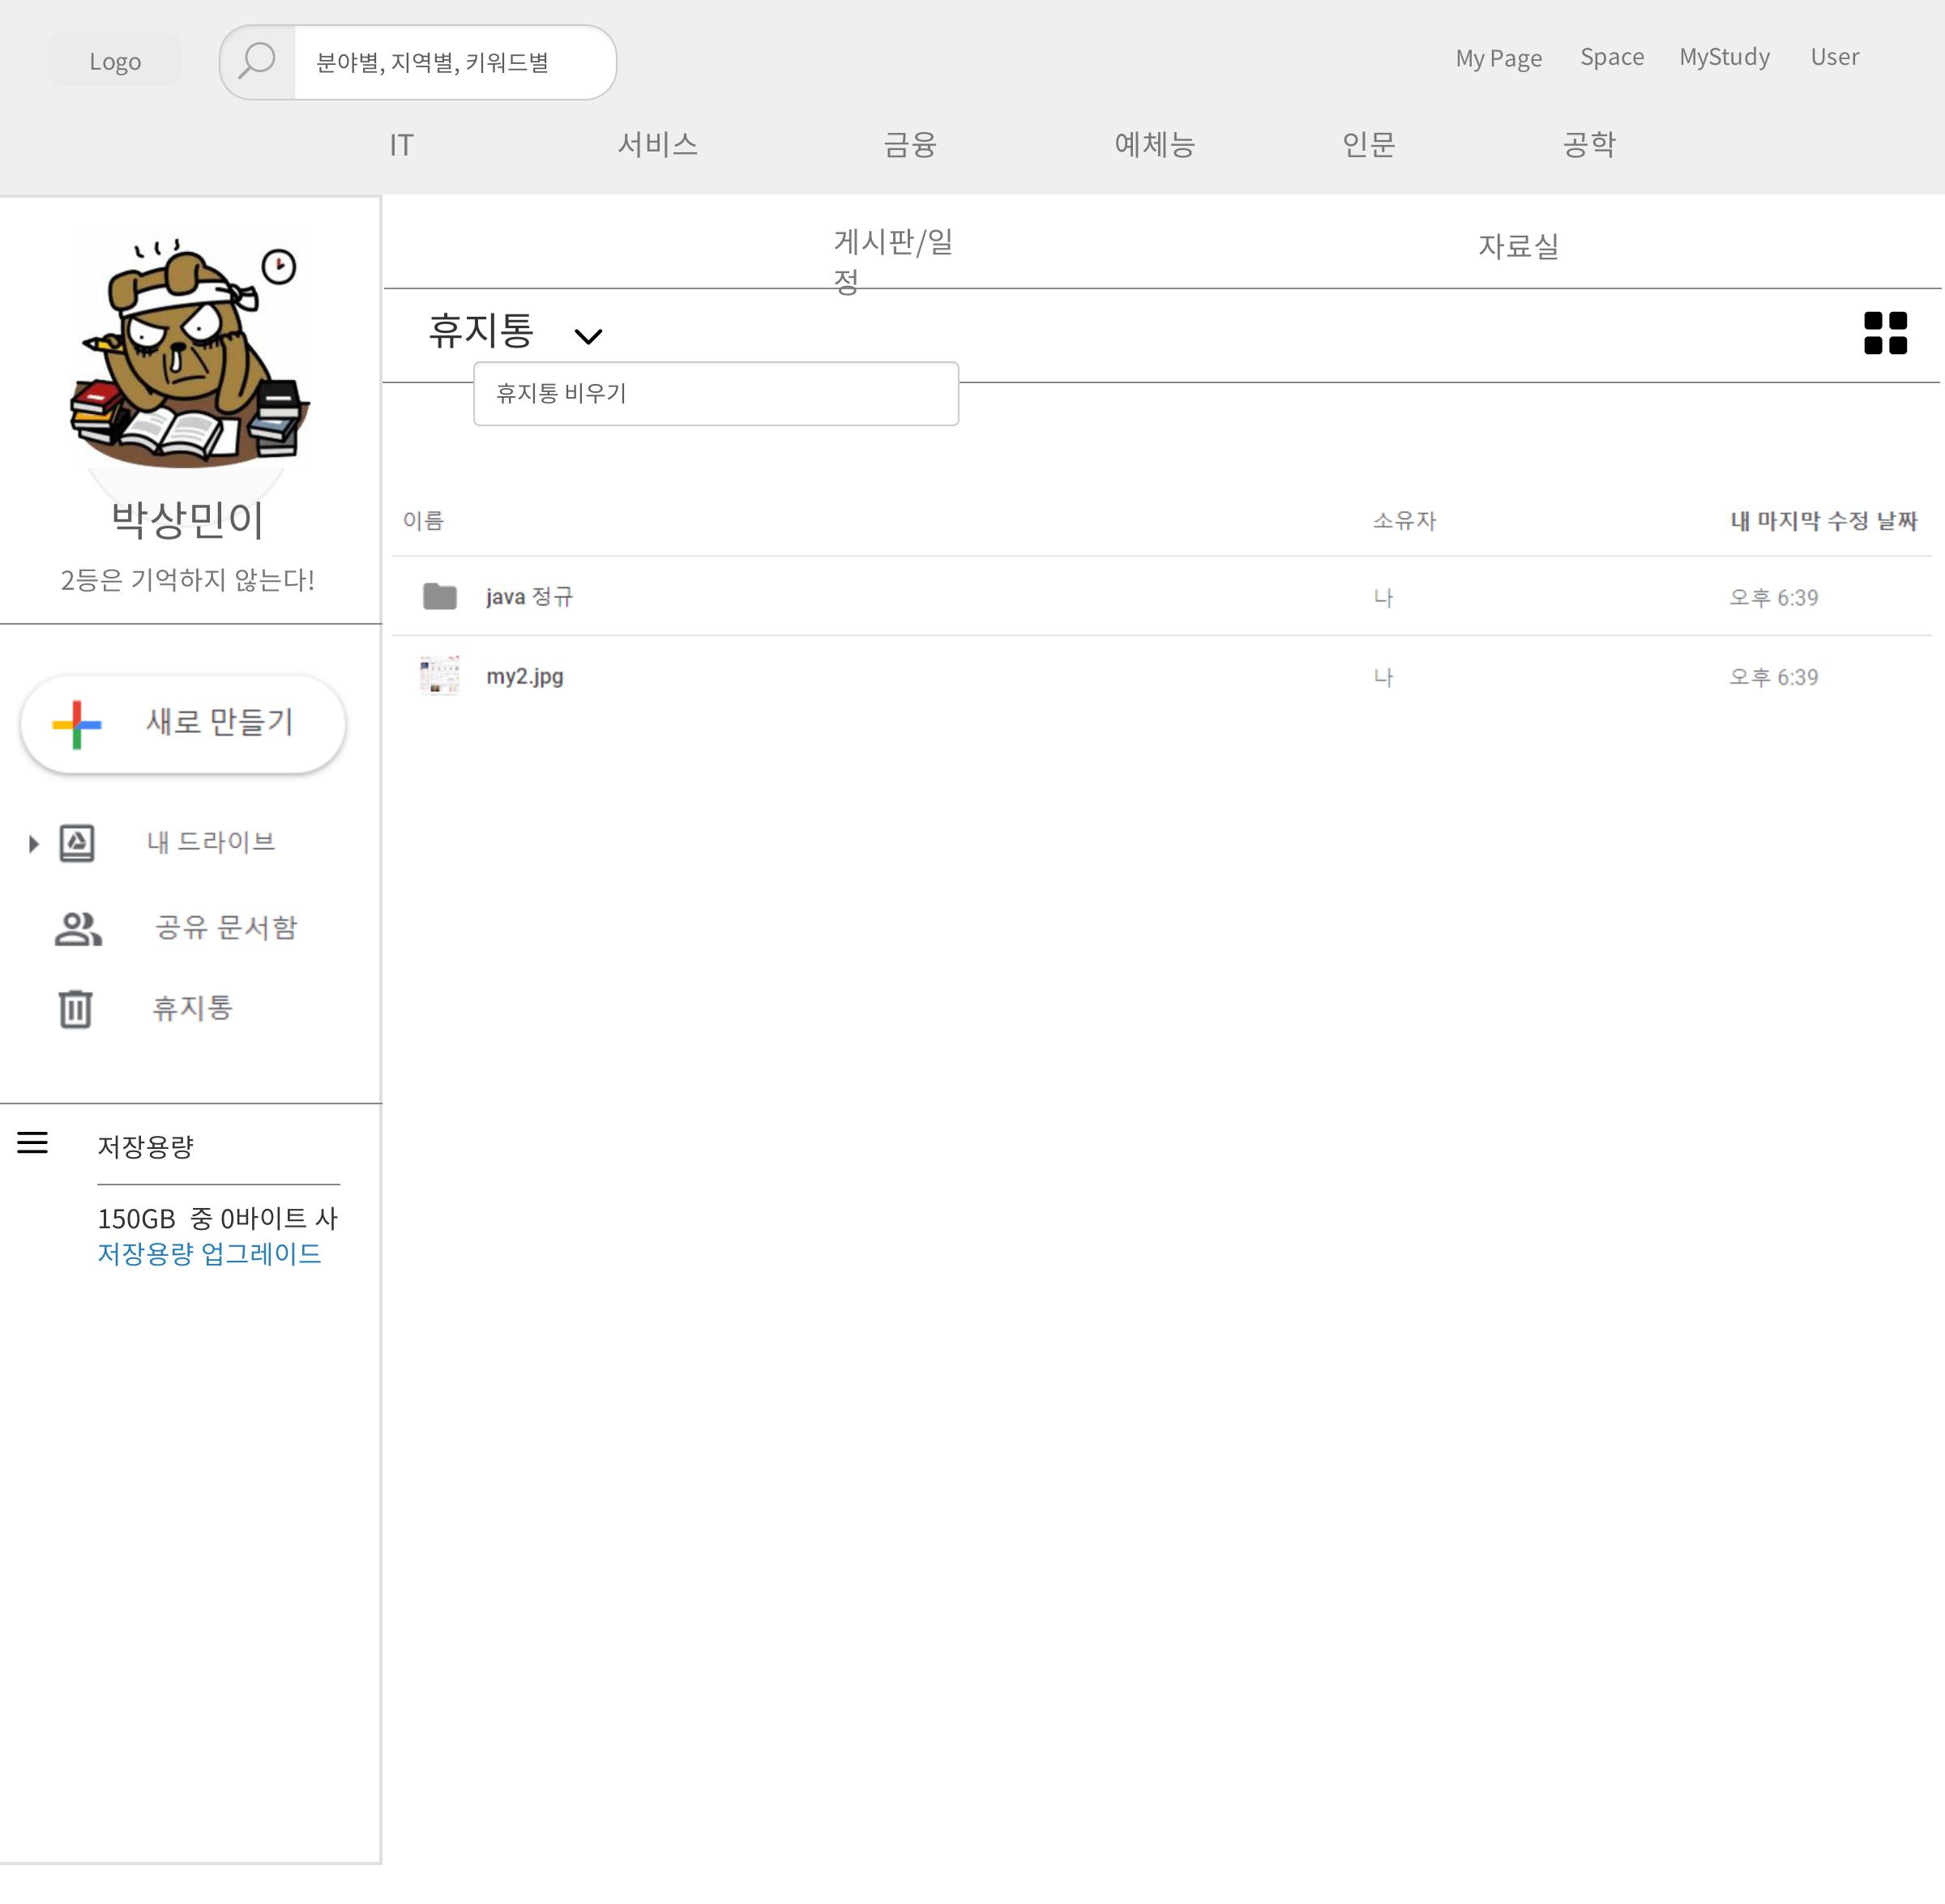 Logo
분야별, 지역별, 키워드별
My Page Space MyStudy User
IT 서비스 금융 예체능 인문 공학
게시판/일
정
자료실
휴지통
휴지통 비우기
박상민이
2등은 기억하지 않는다!
이름 소유자 내 마지막 수정 날짜
java 정규 나 오후 6:39
my2.jpg 나 오후 6:39
새로 만들기
내 드라이브
공유 문서함
휴지통
저장용량
150GB 중 0바이트 사
저장용량 업그레이드